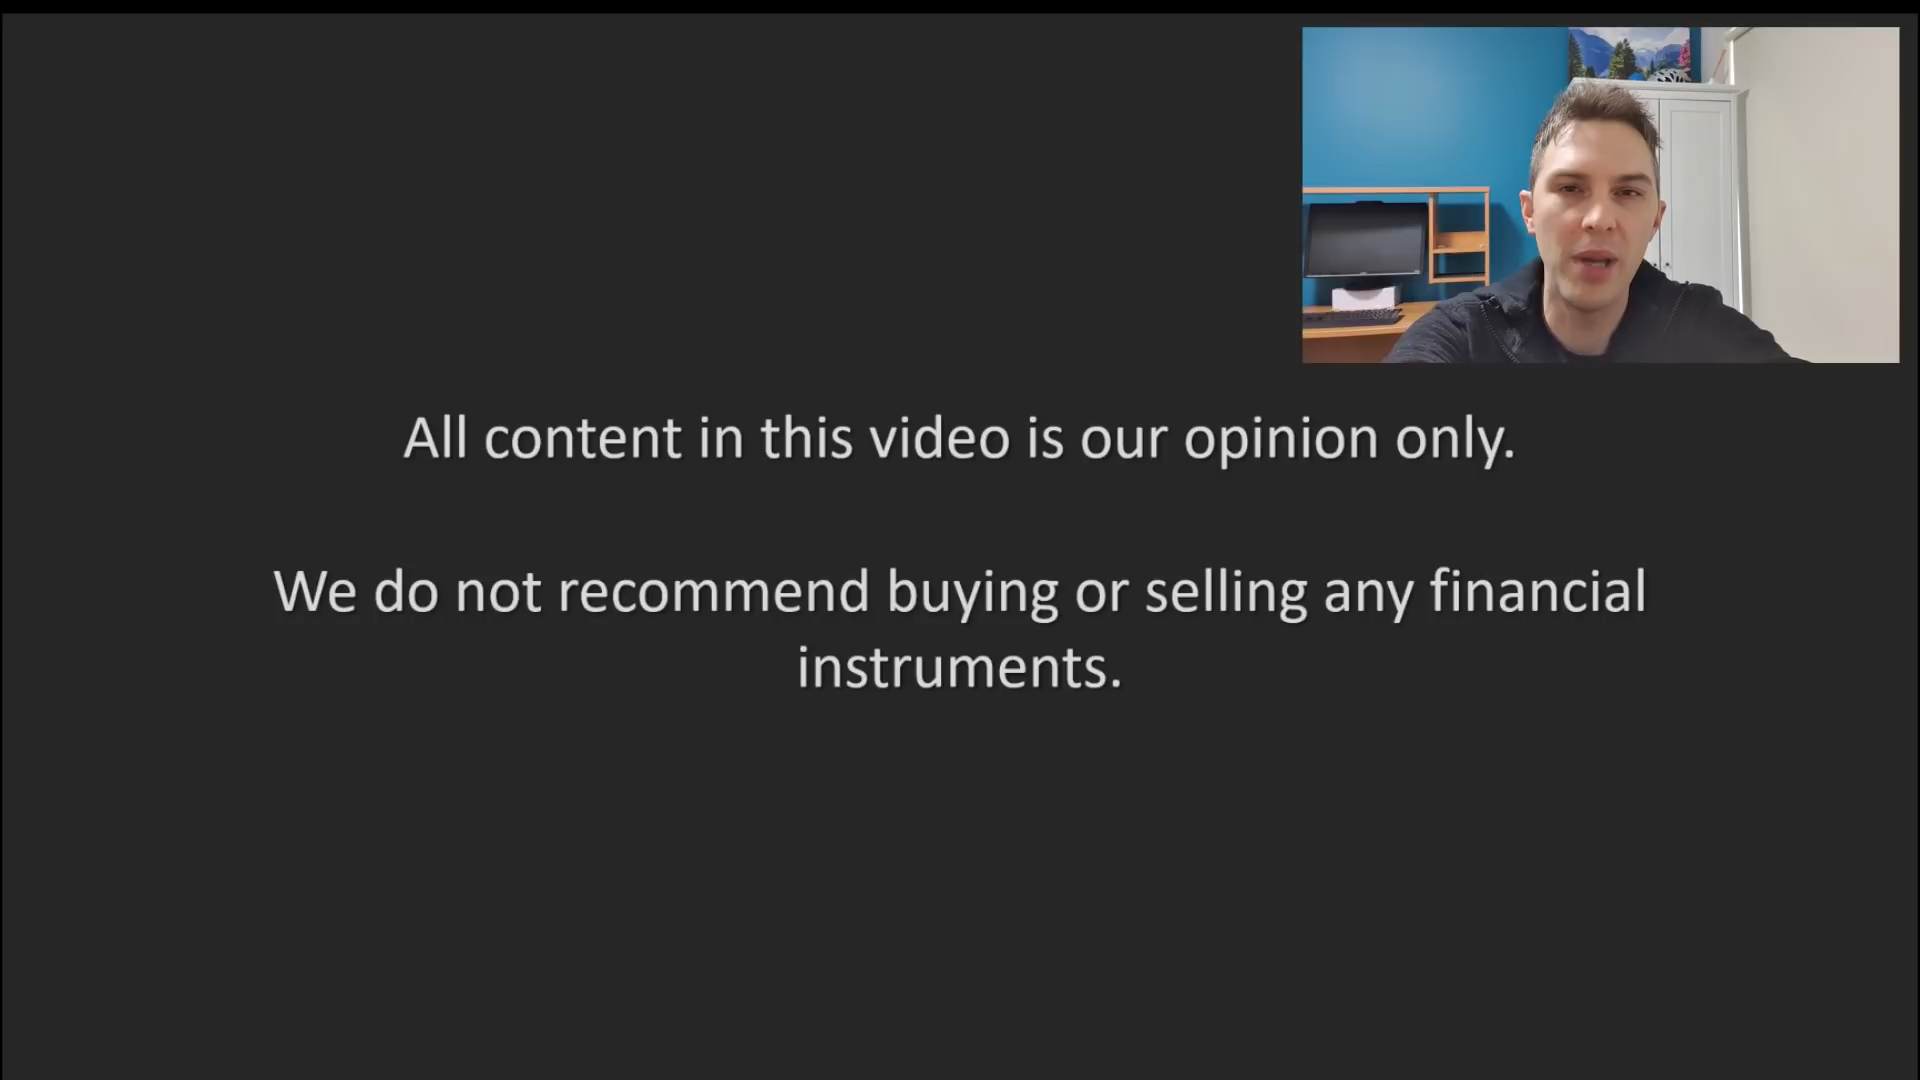 All content in this video is our opinion only.
We do not recommend buying or selling any financial
instruments.